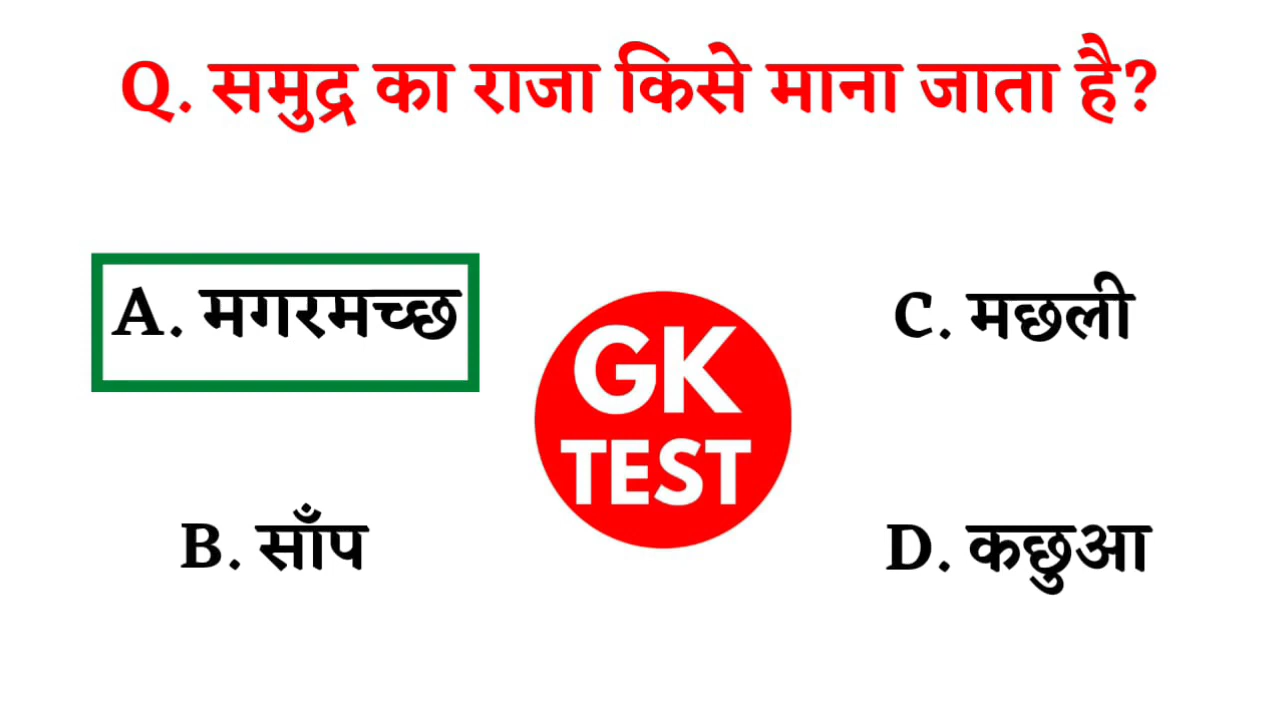 Q. समुद्र का राजा किसे माना जाता है?
A. मगरमच्छ
B. साँप
GK
TEST
C. मछली
D. कछुआ